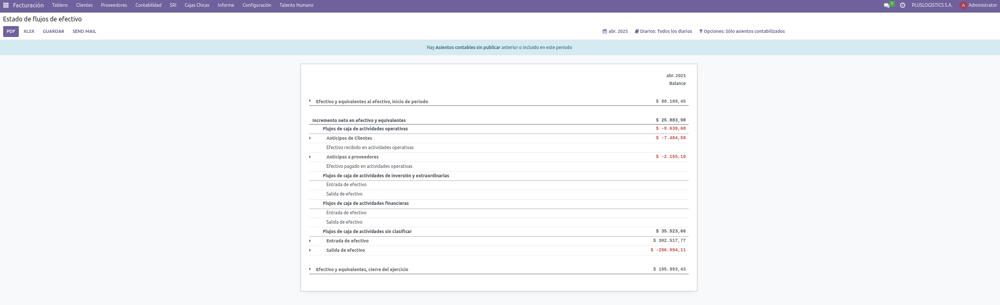 Facturación Tablero Clientes Proveedores Contabilidad SRI Cajas Chicas Informe Configuración Talento Humano 5 PLUSLOGISTICS S.A. A Administrator
Estado de flujos de efectivo
PDF XLSX GUARDAR SEND MAIL abr. 2025 Diarios: Todos los diarios Opciones: Sólo asientos contabilizados
Hay Asientos contables sin publicar anterior o incluido en este período
abr. 2025
Balance
Efectivo y equivalentes al efectivo, inicio de periodo $ 80.109,45
Incremento neto en efectivo y equivalentes $ 25.883,98
Flujos de caja de actividades operativas $ -9.639,68
Anticipos de Clientes $ -7.484,58
Efectivo recibido en actividades operativas
Anticipos a proveedores $ -2.155,10
Efectivo pagado en actividades operativas
Flujos de caja de actividades de inversión y extraordinarias
Entrada de efectivo
Salida de efectivo
Flujos de caja de actividades financieras
Entrada de efectivo
Salida de efectivo
Flujos de caja de actividades sin clasificar $ 35.523,66
Entrada de efectivo $ 302.517,77
Salida de efectivo $ -266.994,11
Efectivo y equivalentes, cierre del ejercicio $ 105.993,43